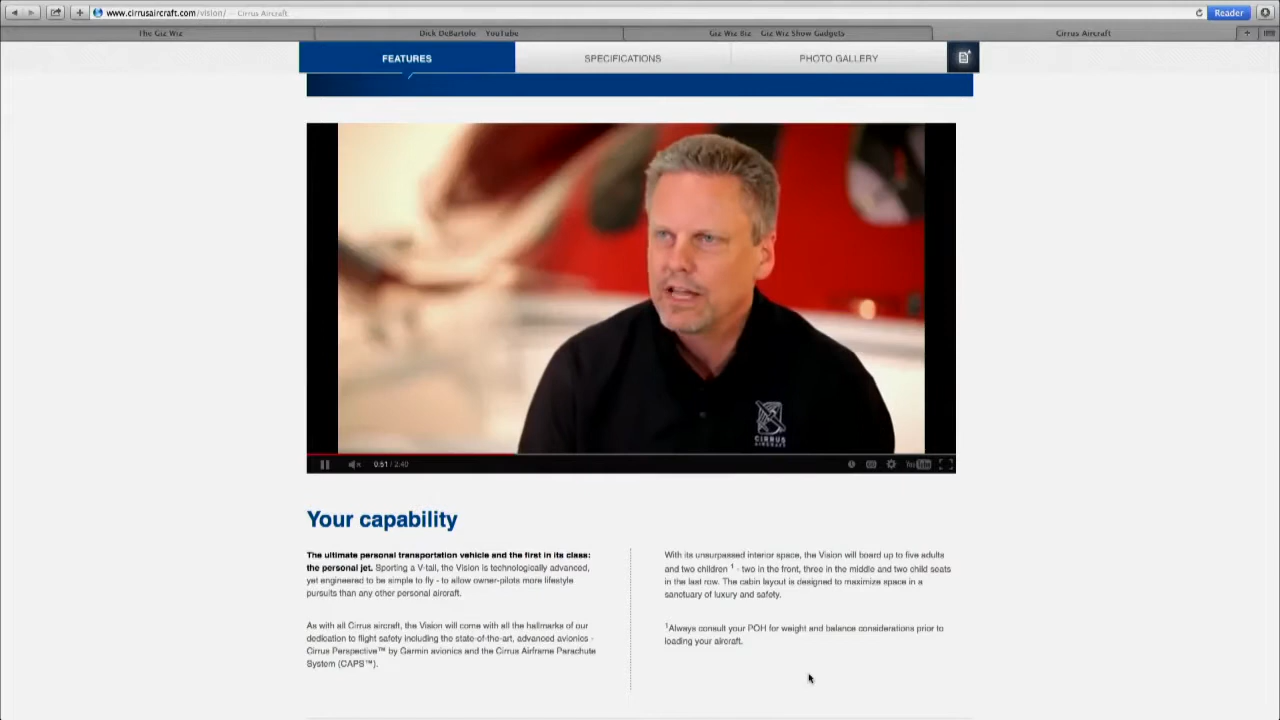 www.cirrusaircraft.com/vision/ — Cirrus Aircraft
Reader
The Giz Wiz
Dick DeBartolo YouTube
Giz Wiz Biz Giz Wiz Show Gadgets
Cirrus Aircraft
FEATURES
SPECIFICATIONS
PHOTO GALLERY
CIRRUS
AIRCRAFT
0:51 / 2:40
YouTube
Your capability
The ultimate personal transportation vehicle and the first in its class:
the personal jet. Sporting a V-tail, the Vision is technologically advanced,
yet engineered to be simple to fly - to allow owner-pilots more lifestyle
pursuits than any other personal aircraft.
As with all Cirrus aircraft, the Vision will come with all the hallmarks of our
dedication to flight safety including the state-of-the-art, advanced avionics -
Cirrus Perspective™ by Garmin avionics and the Cirrus Airframe Parachute
System (CAPS™).
With its unsurpassed interior space, the Vision will board up to five adults
and two children 1 - two in the front, three in the middle and two child seats
in the last row. The cabin layout is designed to maximize space in a
sanctuary of luxury and safety.
1Always consult your POH for weight and balance considerations prior to
loading your aircraft.